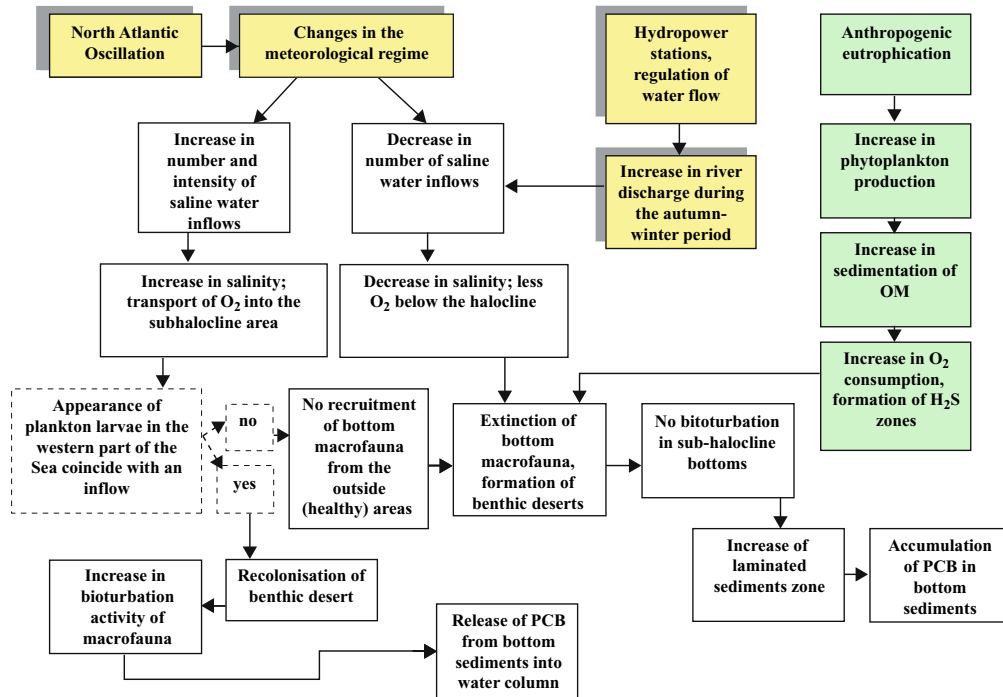 North Atlantic
Oscillation
Changes in the
meteorological regime
Hydropower
stations,
regulation of
water flow
Anthropogenic
eutrophication
Increase in
number and
intensity of
saline water
inflows
Decrease in
number of saline
water inflows
Increase in river
discharge during
the autumn-
winter period
Increase in
phytoplankton
production
Increase in salinity;
transport of O₂ into the
subhalocline area
Decrease in salinity; less
O₂ below the halocline
Increase in
sedimentation of
OM
Increase in O₂
consumption,
formation of H₂S
zones
Appearance of
plankton larvae in the
western part of the
Sea coincide with an
inflow
no
yes
No recruitment
of bottom
macrofauna
from the
outside
(healthy) areas
Extinction of
bottom
macrofauna,
formation of
benthic deserts
No bitoturbation
in sub-halocline
bottoms
Increase in
bioturbation
activity of
macrofauna
Recolonisation of
benthic desert
Increase of
laminated
sediments zone
Accumulation
of PCB in
bottom
sediments
Release of PCB
from bottom
sediments into
water column